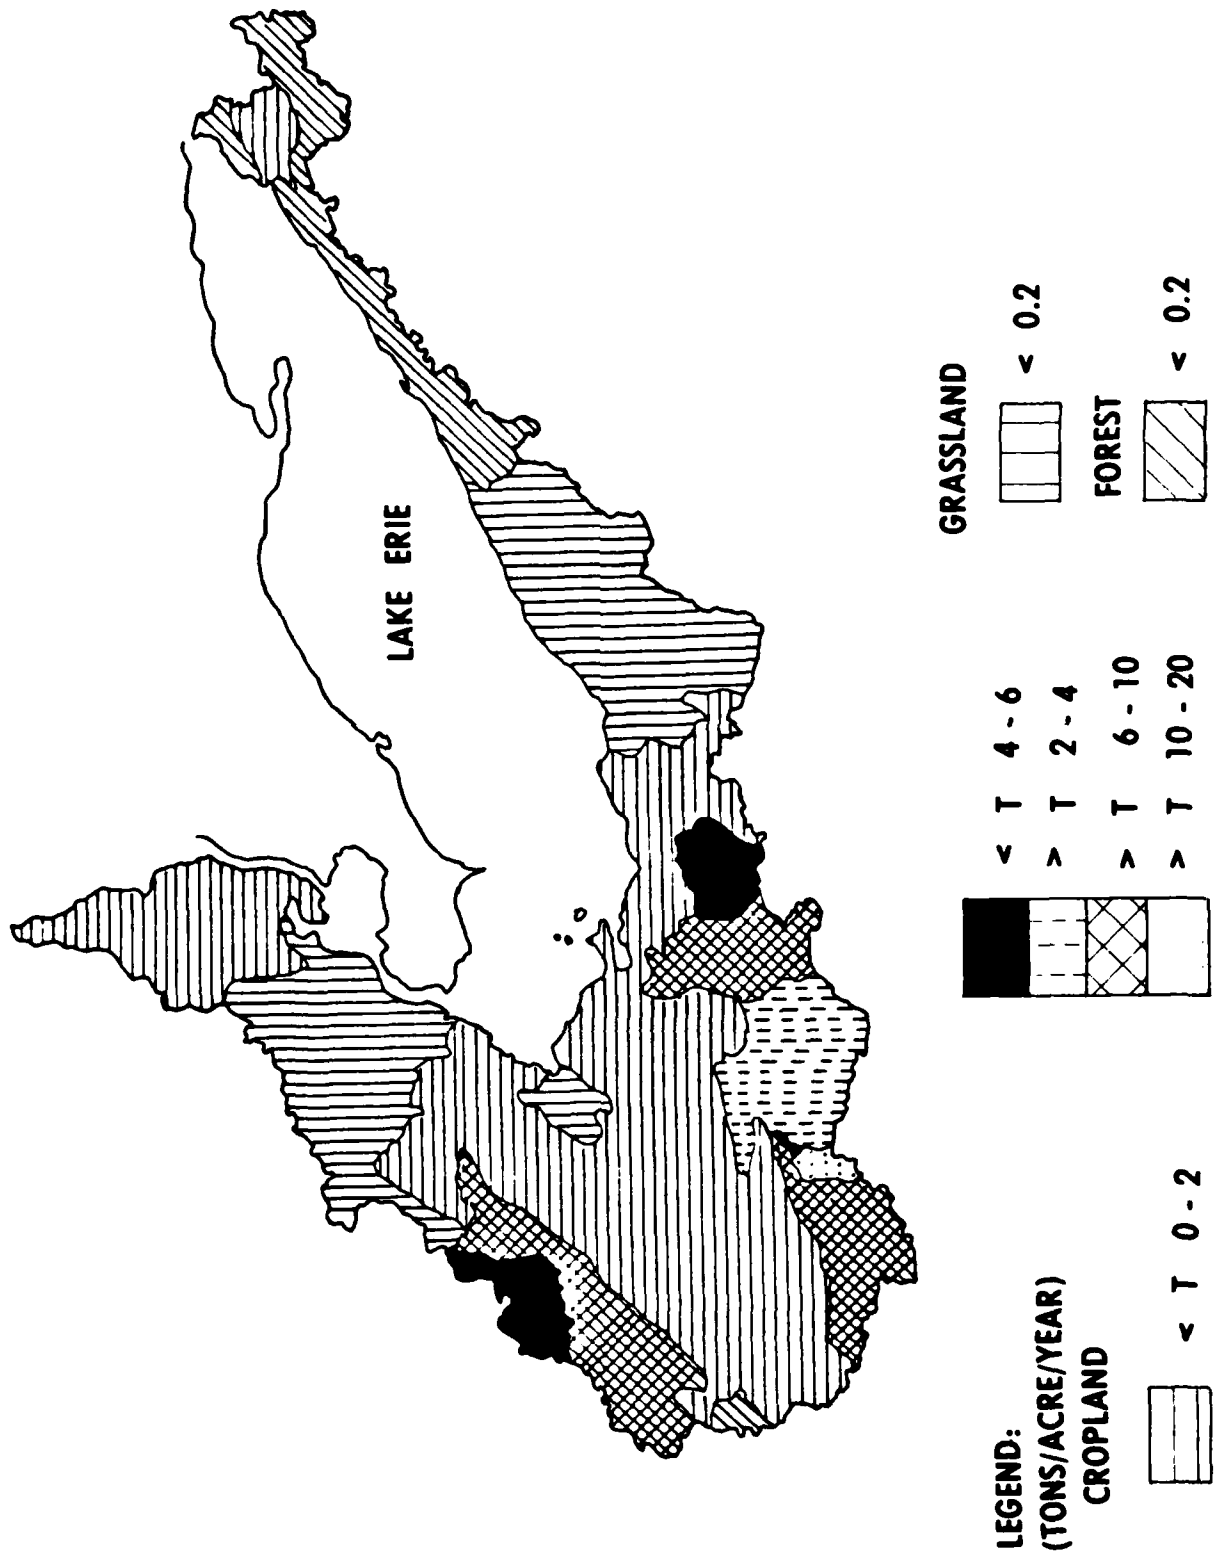 LAKE ERIE
LEGEND:
(TONS/ACRE/YEAR)
CROPLAND
< T 0 - 2
< T 4 - 6
> T 2 - 4
> T 6 - 10
> T 10 - 20
GRASSLAND
< 0.2
FOREST
< 0.2